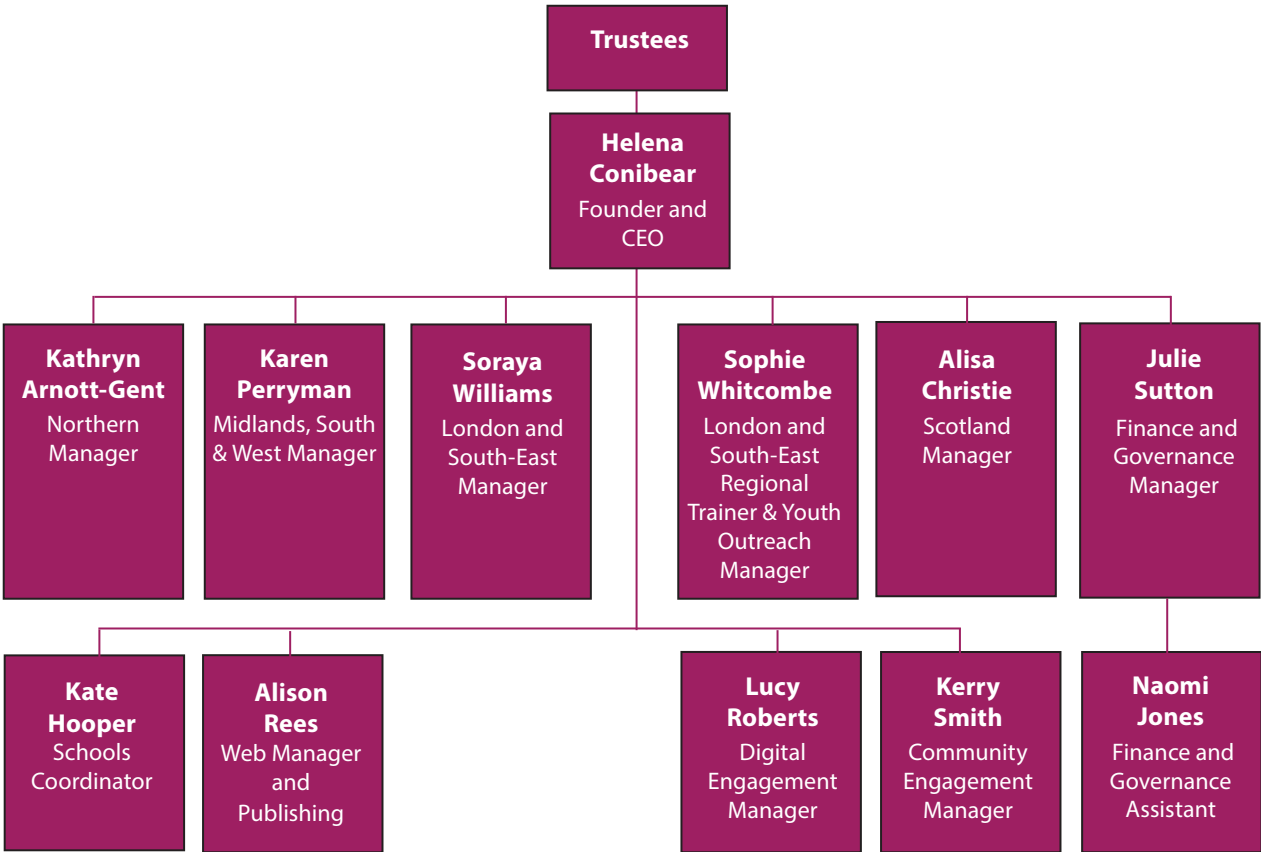 Trustees
Helena
Conibear
Founder and
CEO
Kathryn
Arnott-Gent
Northern
Manager
Karen
Perryman
Midlands, South
& West Manager
Soraya
Williams
London and
South-East
Manager
Sophie
Whitcombe
London and
South-East
Regional
Trainer & Youth
Outreach
Manager
Alisa
Christie
Scotland
Manager
Julie
Sutton
Finance and
Governance
Manager
Kate
Hooper
Schools
Coordinator
Alison
Rees
Web Manager
and
Publishing
Lucy
Roberts
Digital
Engagement
Manager
Kerry
Smith
Community
Engagement
Manager
Naomi
Jones
Finance and
Governance
Assistant